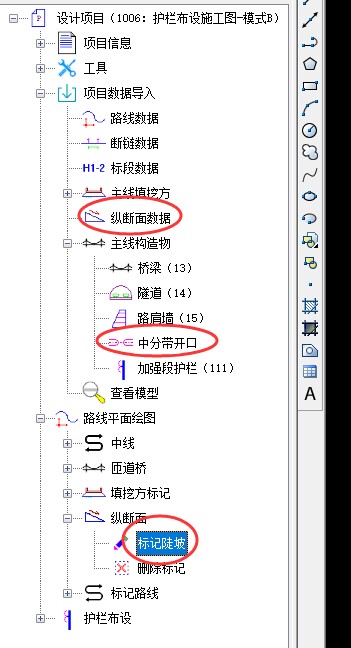 设计项目（1006：护栏布设施工图-模式B）
项目信息
工具
项目数据导入
路线数据
断链数据
H1-2 标段数据
主线填挖方
纵断面数据
主线构造物
桥梁（13）
隧道（14）
路肩墙（15）
中分带开口
加强段护栏（111）
查看模型
路线平面绘图
中线
匝道桥
填挖方标记
纵断面
标记陡坡
删除标记
标记路线
护栏布设
A